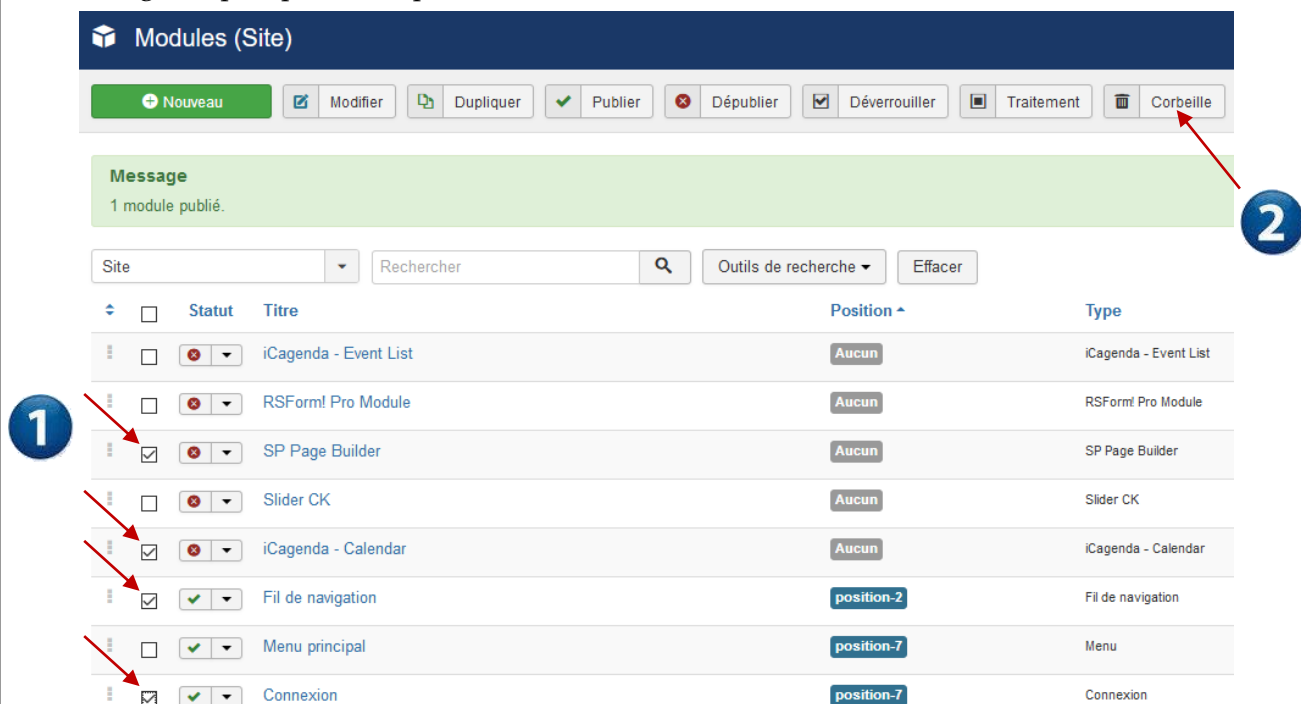 Modules (Site)
Nouveau Modifier Dupliquer Publier Dépublier Déverrouiller Traitement Corbeille
Message
1 module publié.
2
Site Rechercher Outils de recherche Effacer
Statut Titre Position Type
iCagenda - Event List Aucun iCagenda - Event List
1
RSForm! Pro Module Aucun RSForm! Pro Module
SP Page Builder Aucun SP Page Builder
Slider CK Aucun Slider CK
iCagenda - Calendar Aucun iCagenda - Calendar
Fil de navigation position-2 Fil de navigation
Menu principal position-7 Menu
Connexion position-7 Connexion